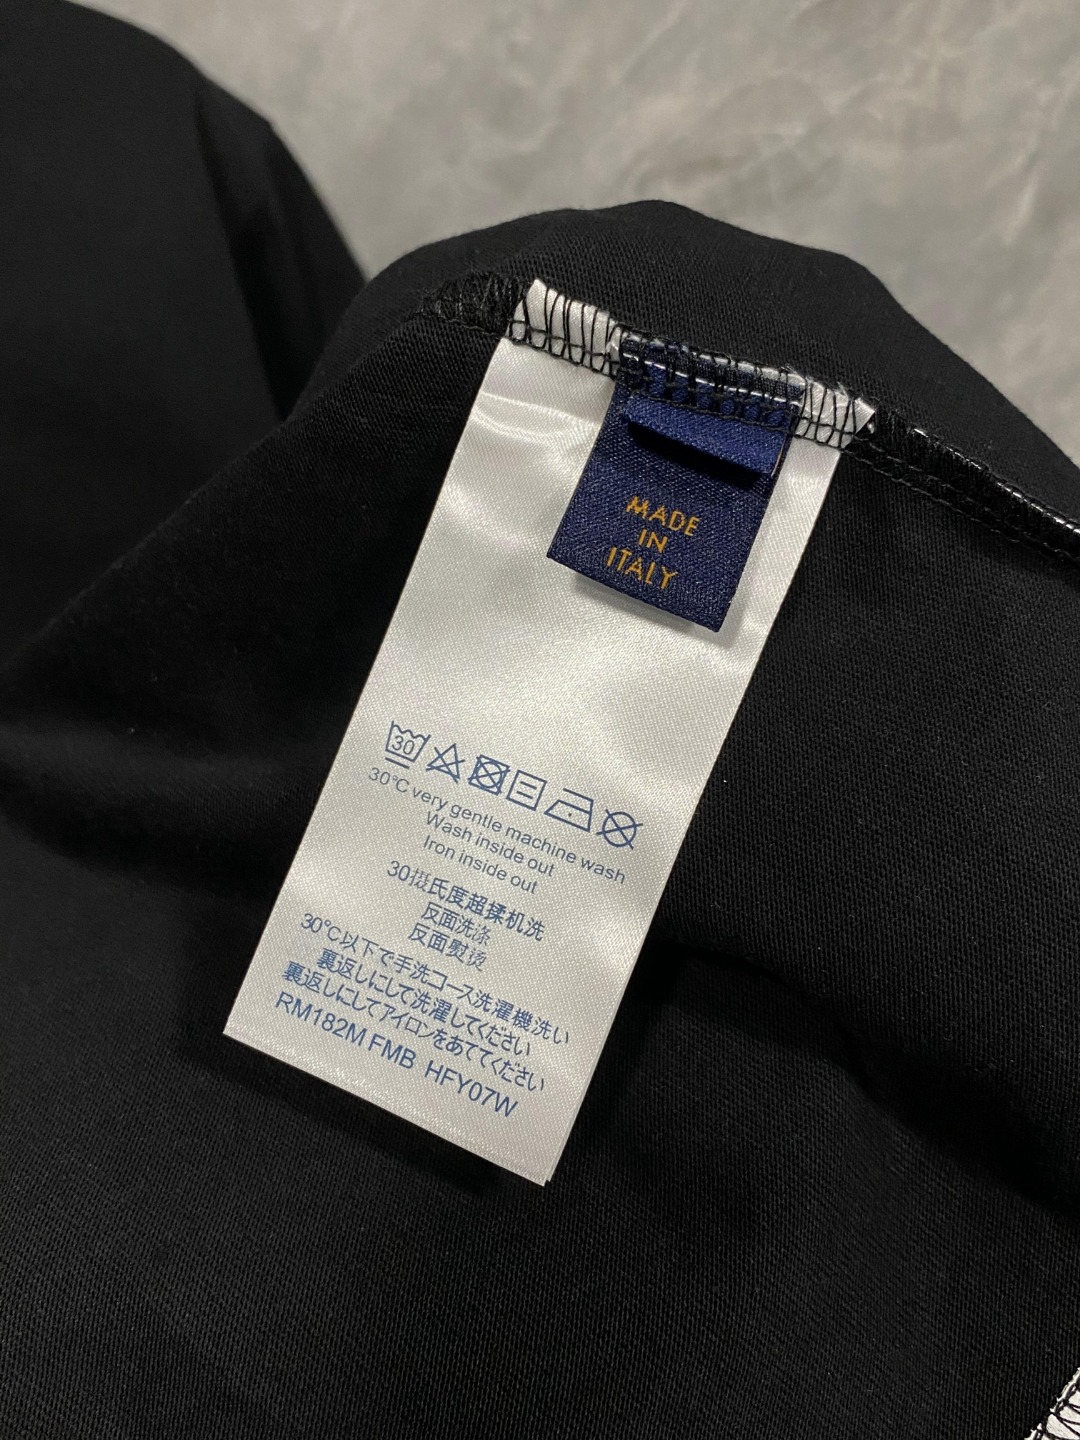 MADE
IN
ITALY
30
30°C very gentle machine wash
Wash inside out
Iron inside out
30摄氏度超揉机洗
反面洗涤
反面熨烫
30°C以下で手洗コース洗濯機洗い
裏返しにして洗濯してください
裏返しにしてアイロンをあててください
RM182M FMB HFY07W